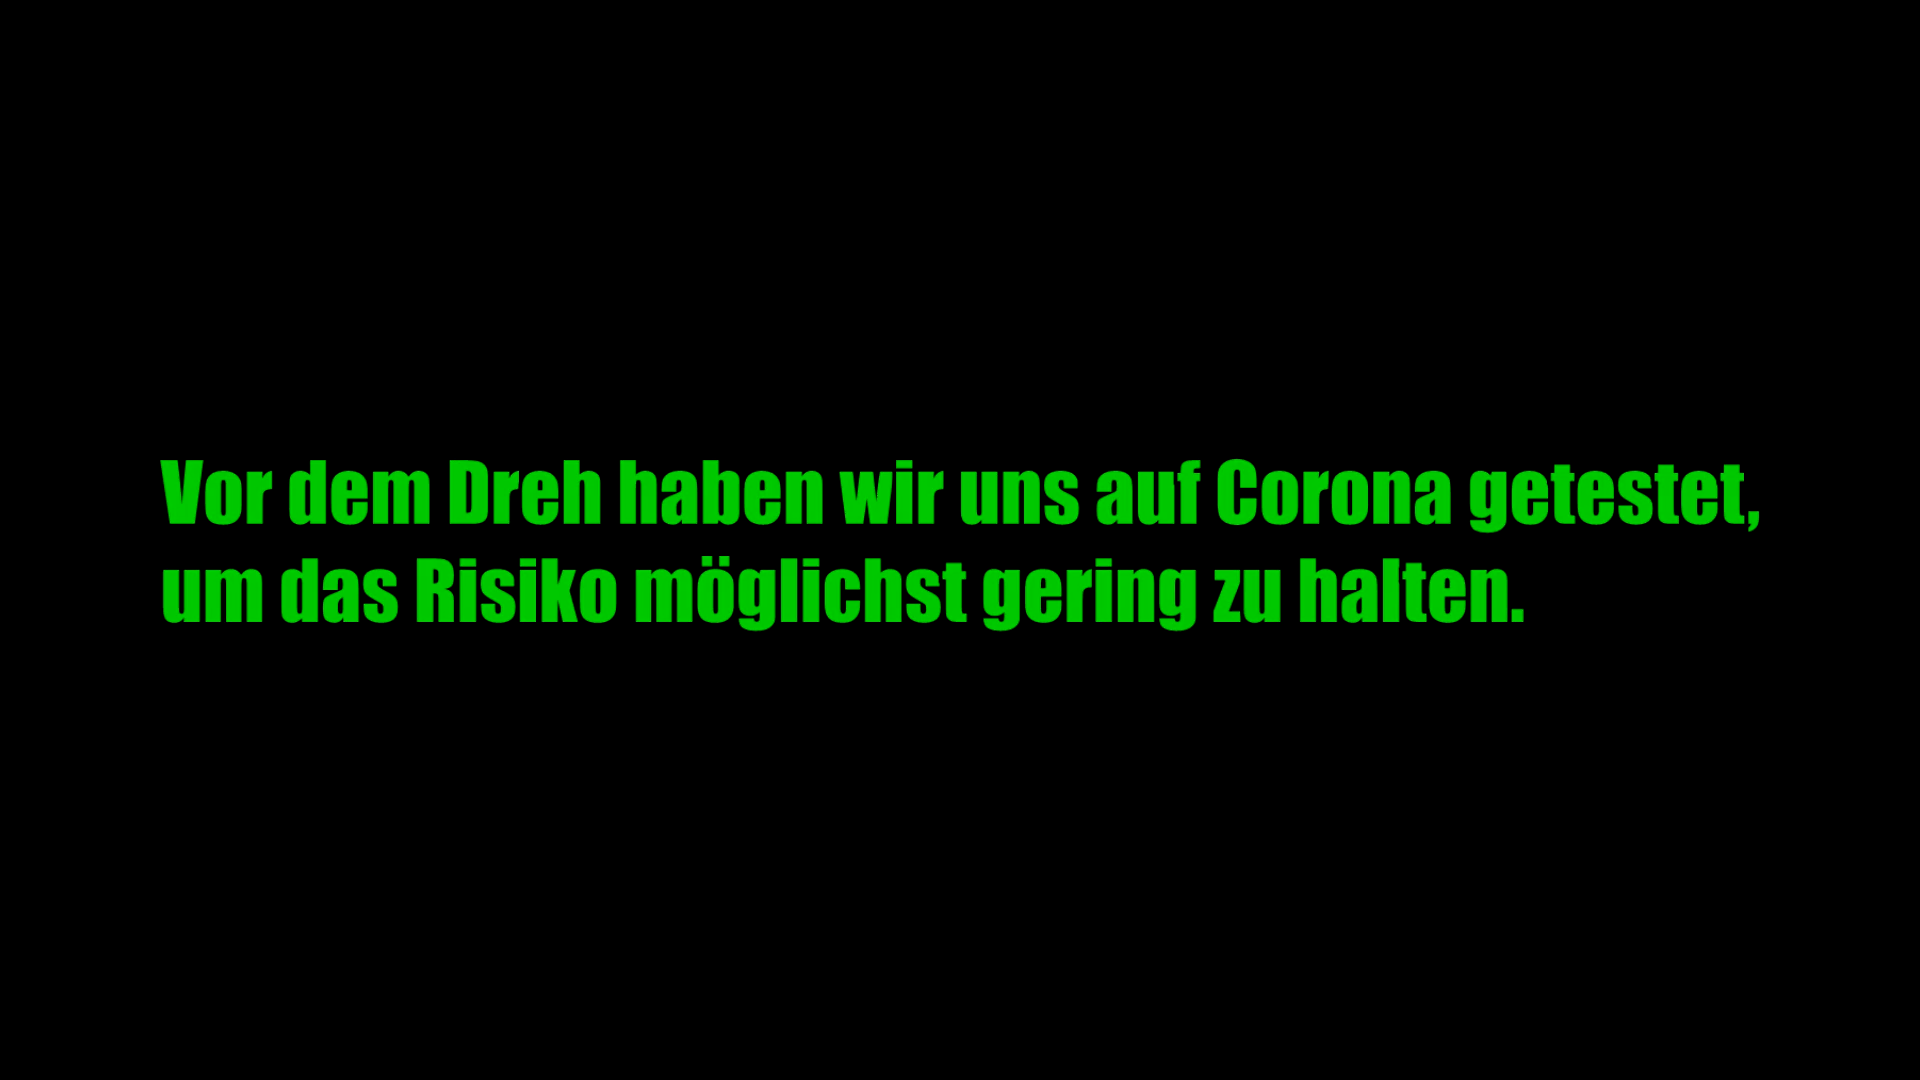 Vor dem Dreh haben wir uns auf Corona getestet,
um das Risiko möglichst gering zu halten.